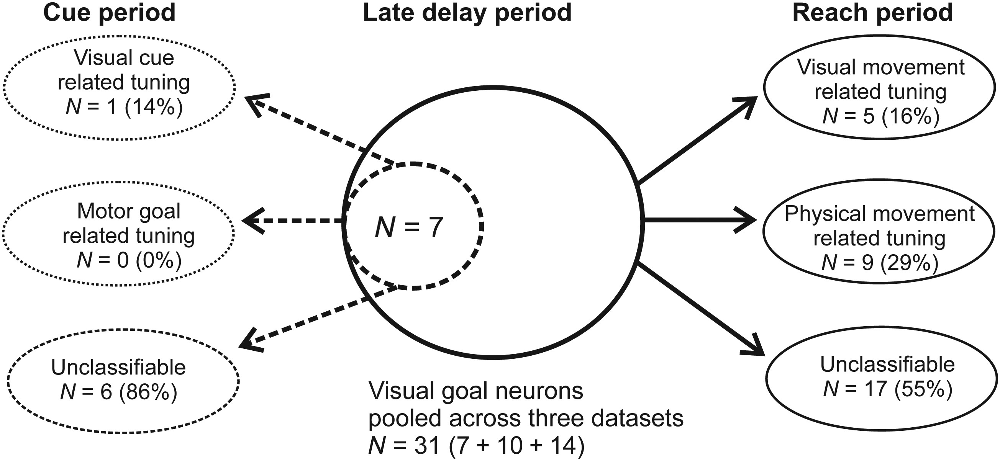 Cue period
Late delay period
Reach period
Visual cue
related tuning
N = 1 (14%)
Motor goal
related tuning
N = 0 (0%)
Unclassifiable
N = 6 (86%)
N = 7
Visual goal neurons
pooled across three datasets
N = 31 (7 + 10 + 14)
Visual movement
related tuning
N = 5 (16%)
Physical movement
related tuning
N = 9 (29%)
Unclassifiable
N = 17 (55%)